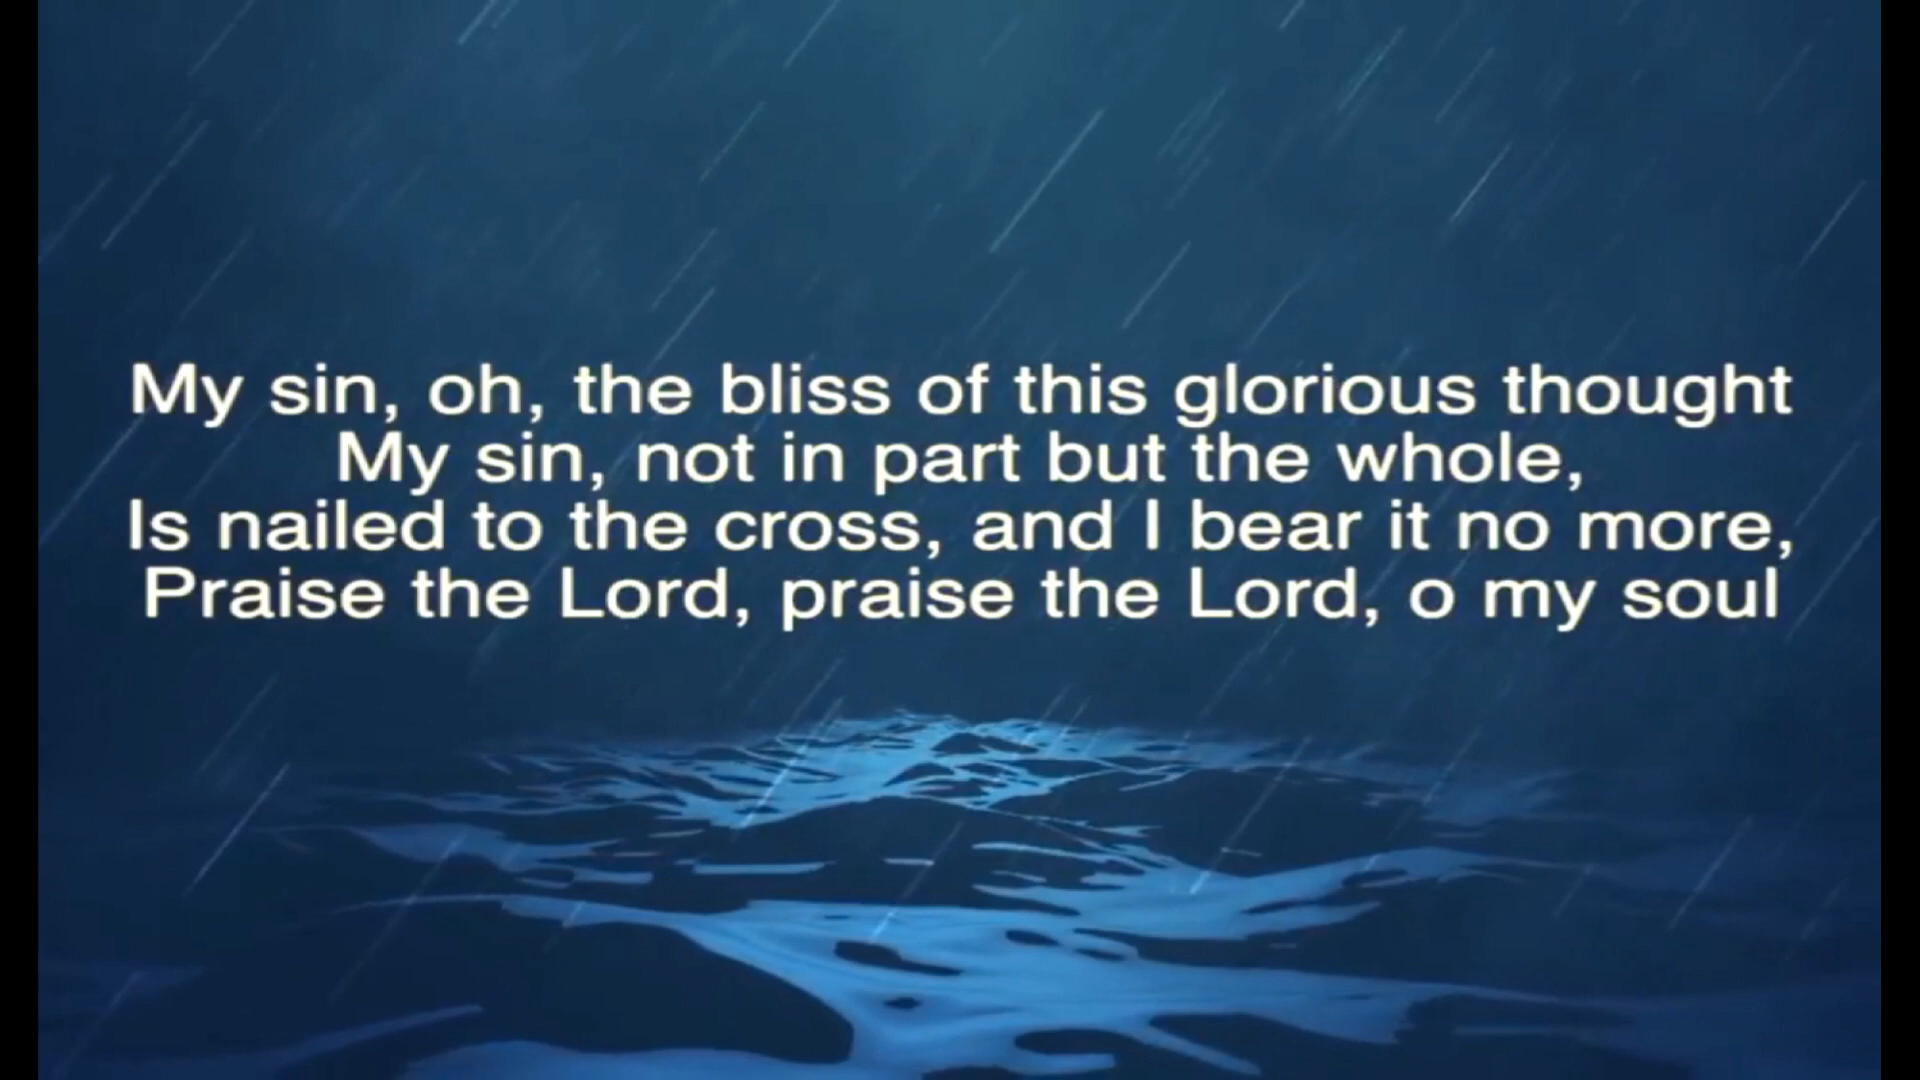 My sin, oh, the bliss of this glorious thought
My sin, not in part but the whole,
Is nailed to the cross, and I bear it no more,
Praise the Lord, praise the Lord, o my soul